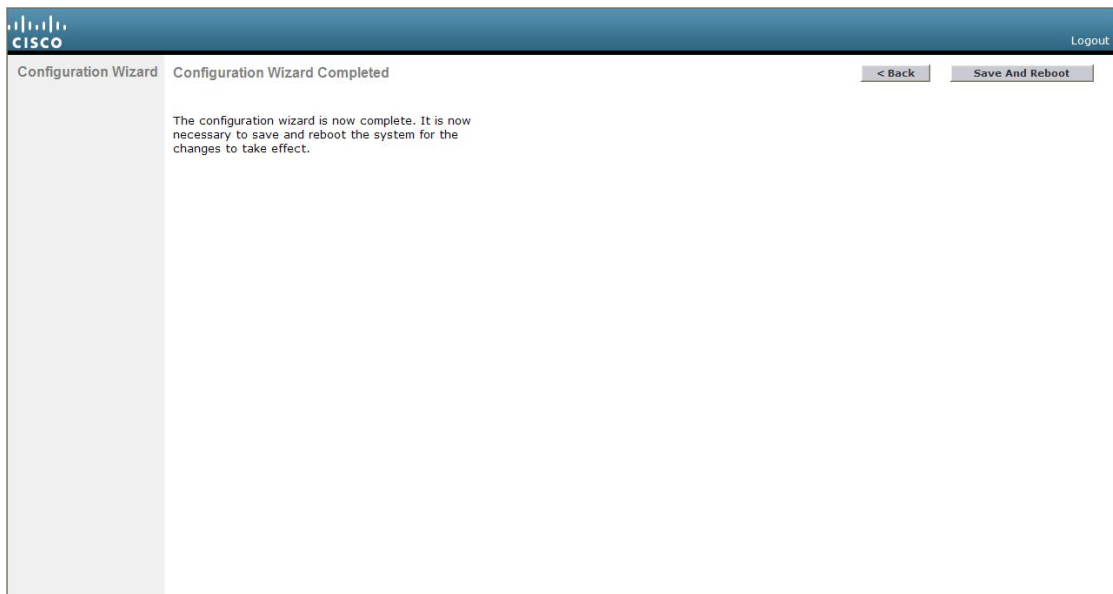 CISCO
Logout
Configuration Wizard
Configuration Wizard Completed
< Back
Save And Reboot
The configuration wizard is now complete. It is now
necessary to save and reboot the system for the
changes to take effect.